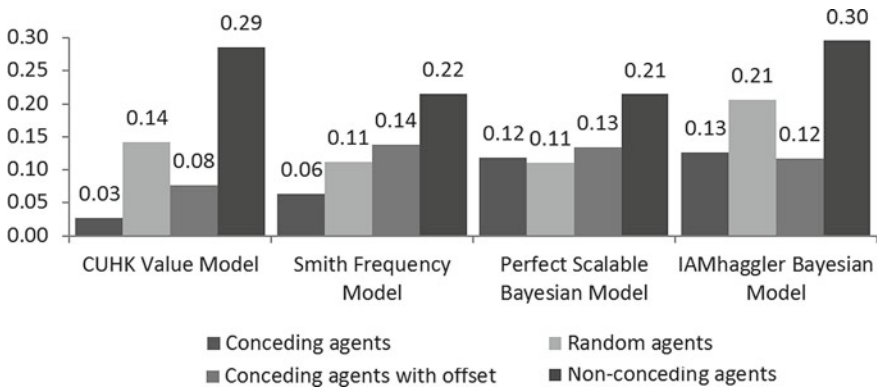 0.30
0.25
0.20
0.15
0.10
0.05
0.00
0.03
0.14
0.08
0.29
0.06
0.11
0.14
0.22
0.12
0.11
0.13
0.21
0.13
0.21
0.12
0.30
CUHK Value Model
Smith Frequency
Model
Perfect Scalable
Bayesian Model
IAMhaggler Bayesian
Model
Conceding agents
Random agents
Conceding agents with offset
Non-conceding agents